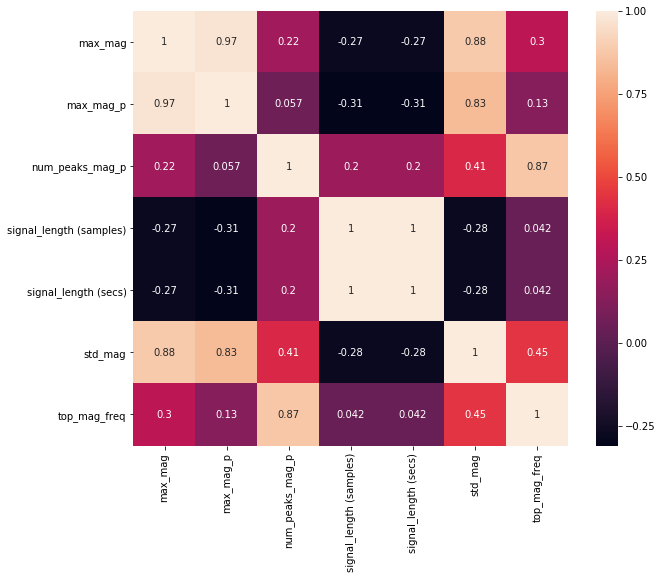 max_mag 1 0.97 0.22 -0.27 -0.27 0.88 0.3
max_mag_p 0.97 1 0.057 -0.31 -0.31 0.83 0.13
num_peaks_mag_p 0.22 0.057 1 0.2 0.2 0.41 0.87
signal_length (samples) -0.27 -0.31 0.2 1 1 -0.28 0.042
signal_length (secs) -0.27 -0.31 0.2 1 1 -0.28 0.042
std_mag 0.88 0.83 0.41 -0.28 -0.28 1 0.45
top_mag_freq 0.3 0.13 0.87 0.042 0.042 0.45 1
max_mag
max_mag_p
num_peaks_mag_p
signal_length (samples)
signal_length (secs)
std_mag
top_mag_freq
1.00
0.75
0.50
0.25
0.00
−0.25